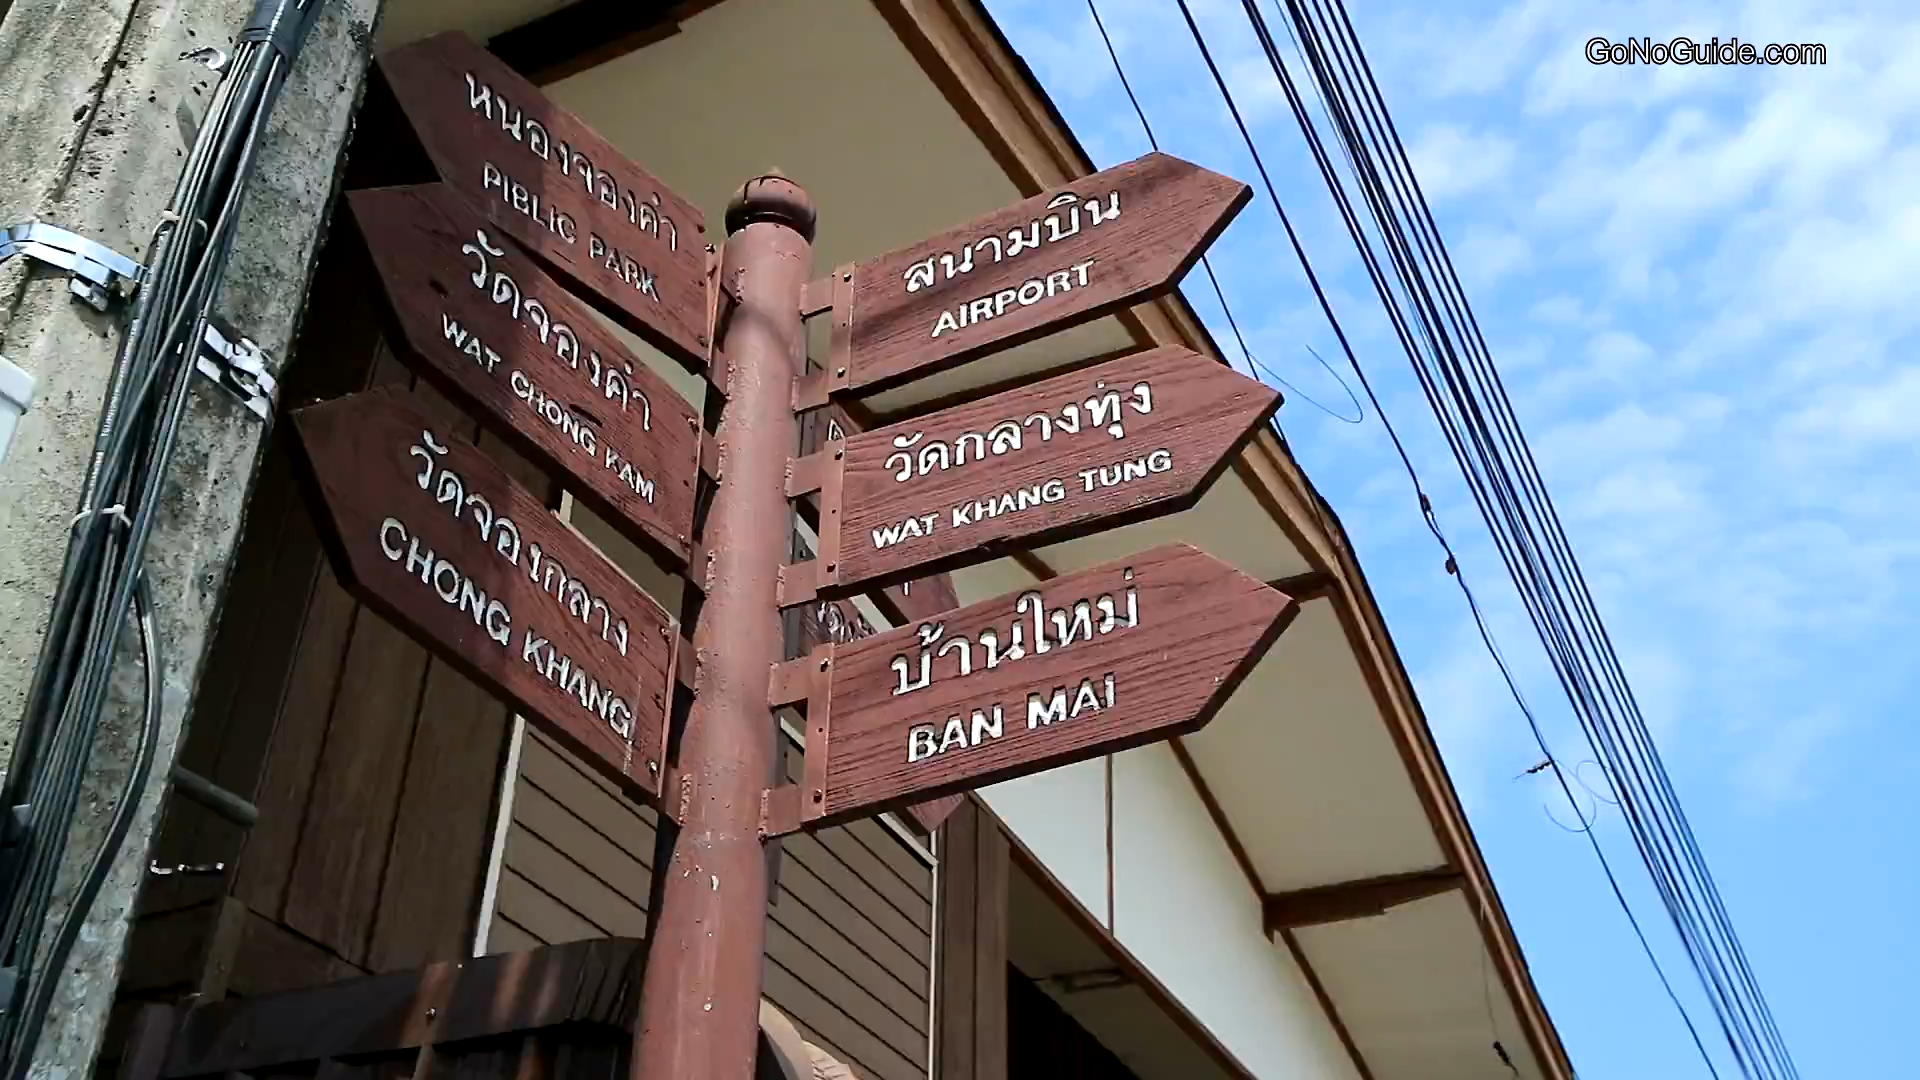 GoNoGuide.com
หนองจองคำ
PIBLIC PARK
วัดจองคำ
WAT CHONG KAM
วัดจองกลาง
CHONG KHANG
สนามบิน
AIRPORT
วัดกลางทุ่ง
WAT KHANG TUNG
บ้านใหม่
BAN MAI